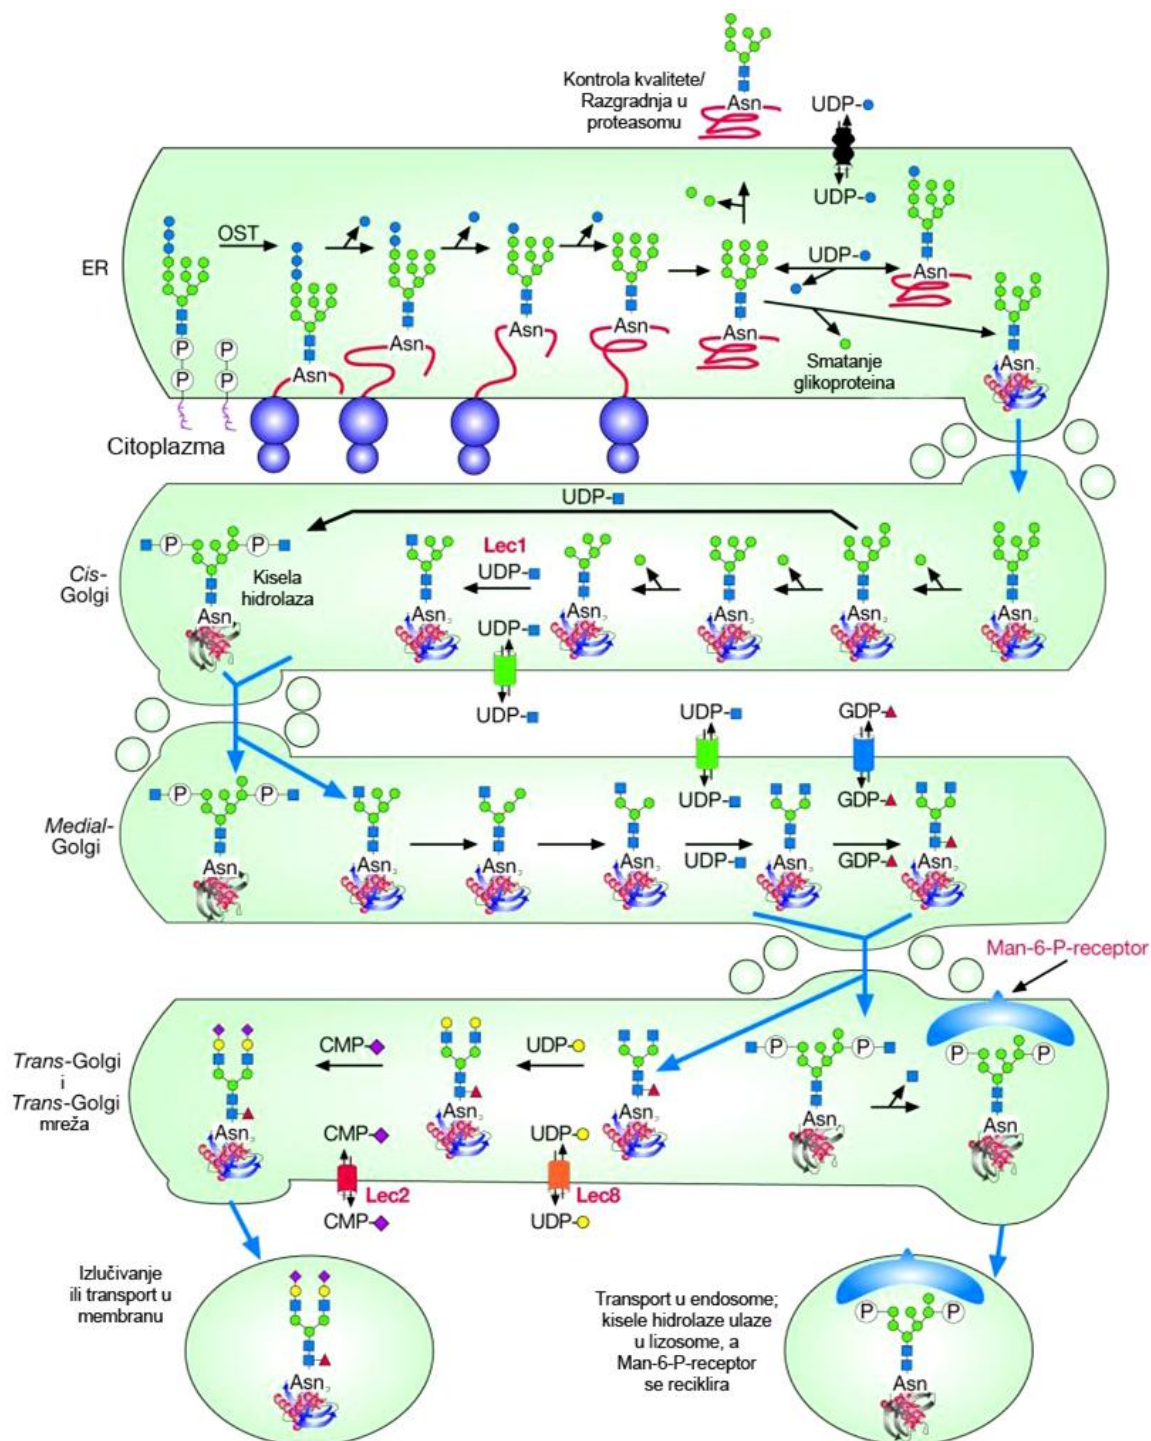 Kontrola kvalitete/
Razgradnja u
proteasomu
Asn
UDP-
UDP-
OST
ER
UDP-
Asn
Asn
Asn
Asn
Asn
Asn
Asn
P
P
P
P
Smatanje
glikoproteina
Citoplazma
UDP-
P
P
Lec1
UDP-
Kisela
hidrolaza
Cis-
Golgi
Asn
Asn
Asn
Asn
Asn
Asn
UDP-
UDP-
UDP-
GDP-
P
P
UDP-
GDP-
Medial-
Golgi
UDP-
GDP-
Asn
Asn
Asn
Asn
Asn
Asn
Man-6-P-receptor
CMP-
UDP-
P
P
P
P
Trans-Golgi
i
Trans-Golgi
mreža
Asn
Asn
Asn
Asn
Asn
CMP-
UDP-
Lec2
Lec8
CMP-
UDP-
Izlučivanje
ili transport u
membranu
Transport u endosome;
kisele hidrolaze ulaze
u lizosome, a
Man-6-P-receptor
se reciklira
P
P
Asn
Asn